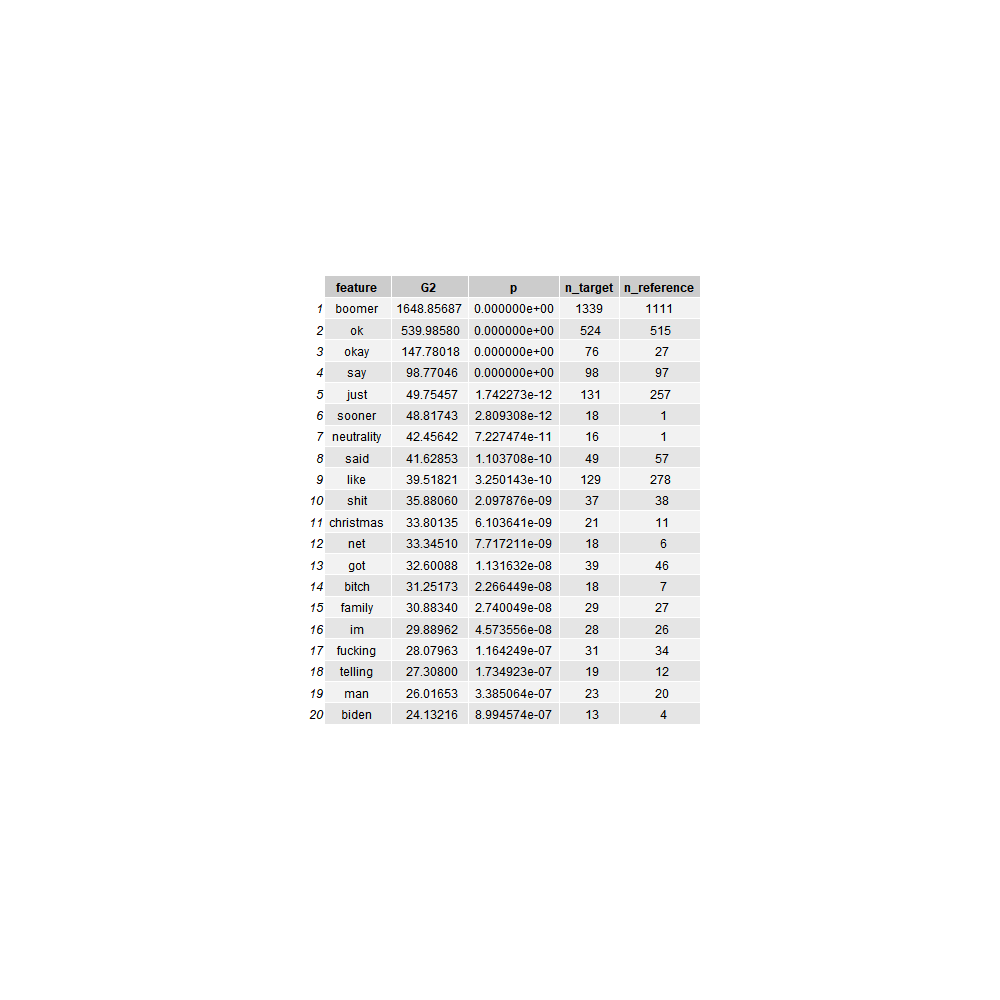 feature G2 p n_target n_reference
1 boomer 1648.85687 0.000000e+00 1339 1111
2 ok 539.98580 0.000000e+00 524 515
3 okay 147.78018 0.000000e+00 76 27
4 say 98.77046 0.000000e+00 98 97
5 just 49.75457 1.742273e-12 131 257
6 sooner 48.81743 2.809308e-12 18 1
7 neutrality 42.45642 7.227474e-11 16 1
8 said 41.62853 1.103708e-10 49 57
9 like 39.51821 3.250143e-10 129 278
10 shit 35.88060 2.097876e-09 37 38
11 christmas 33.80135 6.103641e-09 21 11
12 net 33.34510 7.717211e-09 18 6
13 got 32.60088 1.131632e-08 39 46
14 bitch 31.25173 2.266449e-08 18 7
15 family 30.88340 2.740049e-08 29 27
16 im 29.88962 4.573556e-08 28 26
17 fucking 28.07963 1.164249e-07 31 34
18 telling 27.30800 1.734923e-07 19 12
19 man 26.01653 3.385064e-07 23 20
20 biden 24.13216 8.994574e-07 13 4